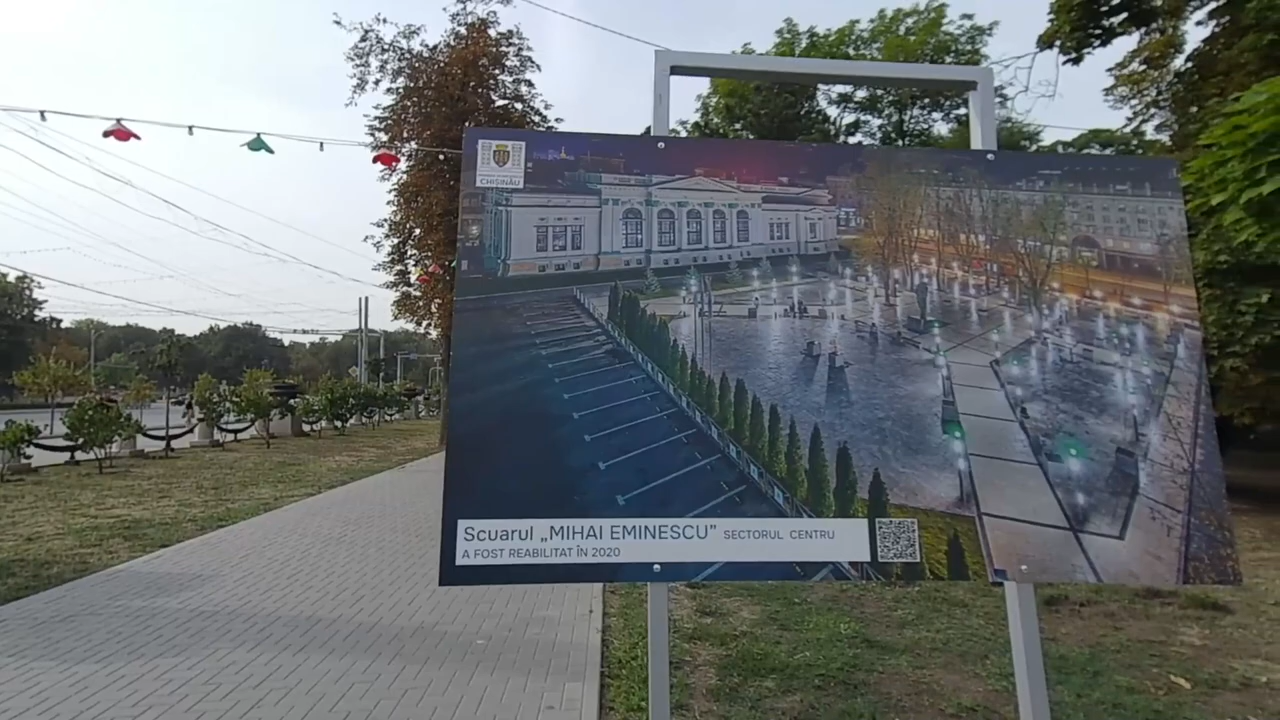 CHIȘINĂU
Scuarul „MIHAI EMINESCU” SECTORUL CENTRU
A FOST REABILITAT ÎN 2020